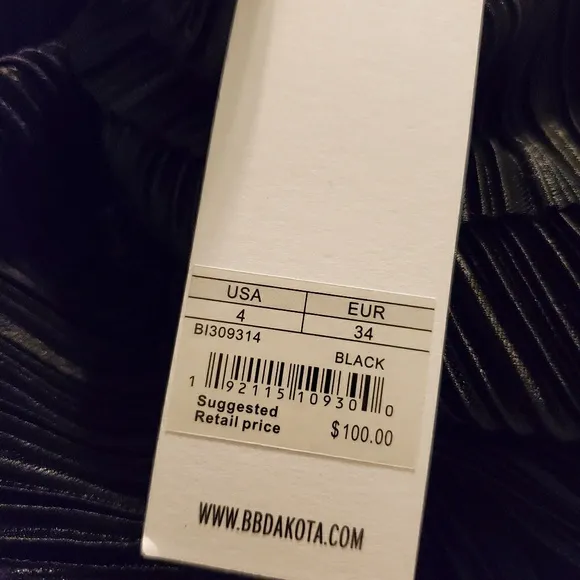 USA EUR
4 34
BI309314
BLACK
1 92115 10930 0
Suggested
Retail price $100.00
WWW.BBDAKOTA.COM